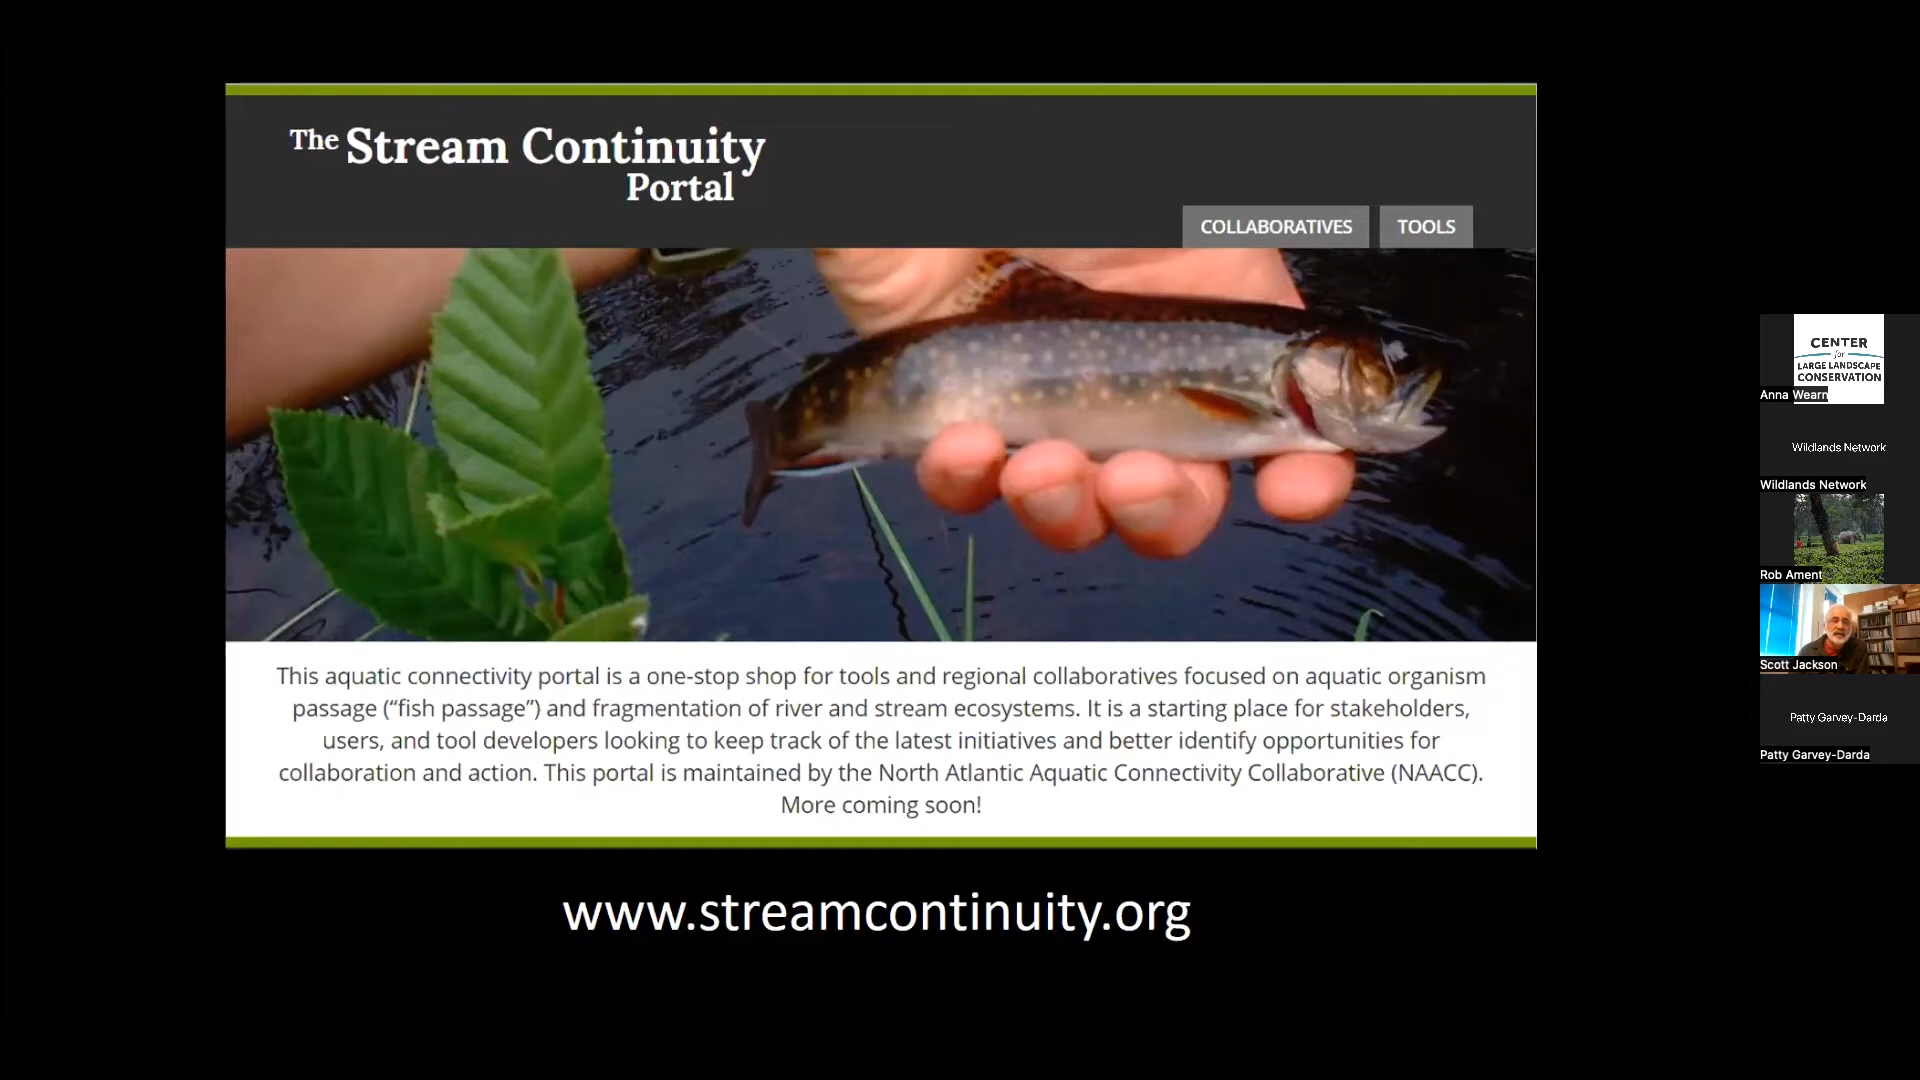 The Stream Continuity
Portal
COLLABORATIVES
TOOLS
This aquatic connectivity portal is a one-stop shop for tools and regional collaboratives focused on aquatic organism
passage (“fish passage”) and fragmentation of river and stream ecosystems. It is a starting place for stakeholders,
users, and tool developers looking to keep track of the latest initiatives and better identify opportunities for
collaboration and action. This portal is maintained by the North Atlantic Aquatic Connectivity Collaborative (NAACC).
More coming soon!
www.streamcontinuity.org
CENTER
for
LARGE LANDSCAPE
CONSERVATION
Anna Wearn
Wildlands Network
Wildlands Network
Rob Ament
Scott Jackson
Patty Garvey-Darda
Patty Garvey-Darda